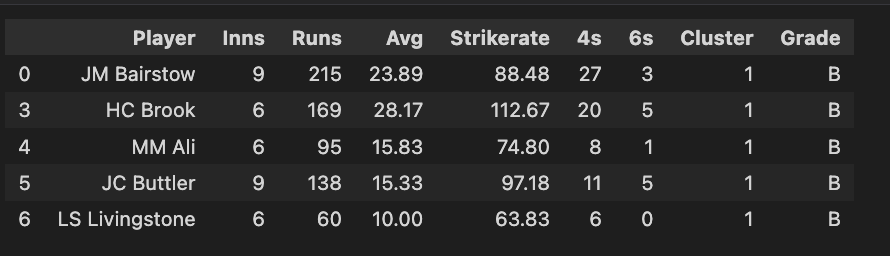 Player Inns Runs Avg Strikerate 4s 6s Cluster Grade
0 JM Bairstow 9 215 23.89 88.48 27 3 1 B
3 HC Brook 6 169 28.17 112.67 20 5 1 B
4 MM Ali 6 95 15.83 74.80 8 1 1 B
5 JC Buttler 9 138 15.33 97.18 11 5 1 B
6 LS Livingstone 6 60 10.00 63.83 6 0 1 B